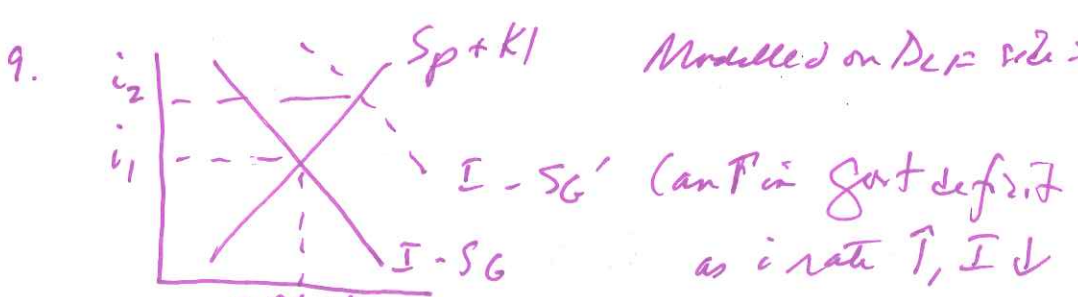 9.
Sp + KI
Modelled on DLF side =
i2
i1
I - SG'
(an ↑ in govt deficit
I - SG
as i rate ↑, I ↓